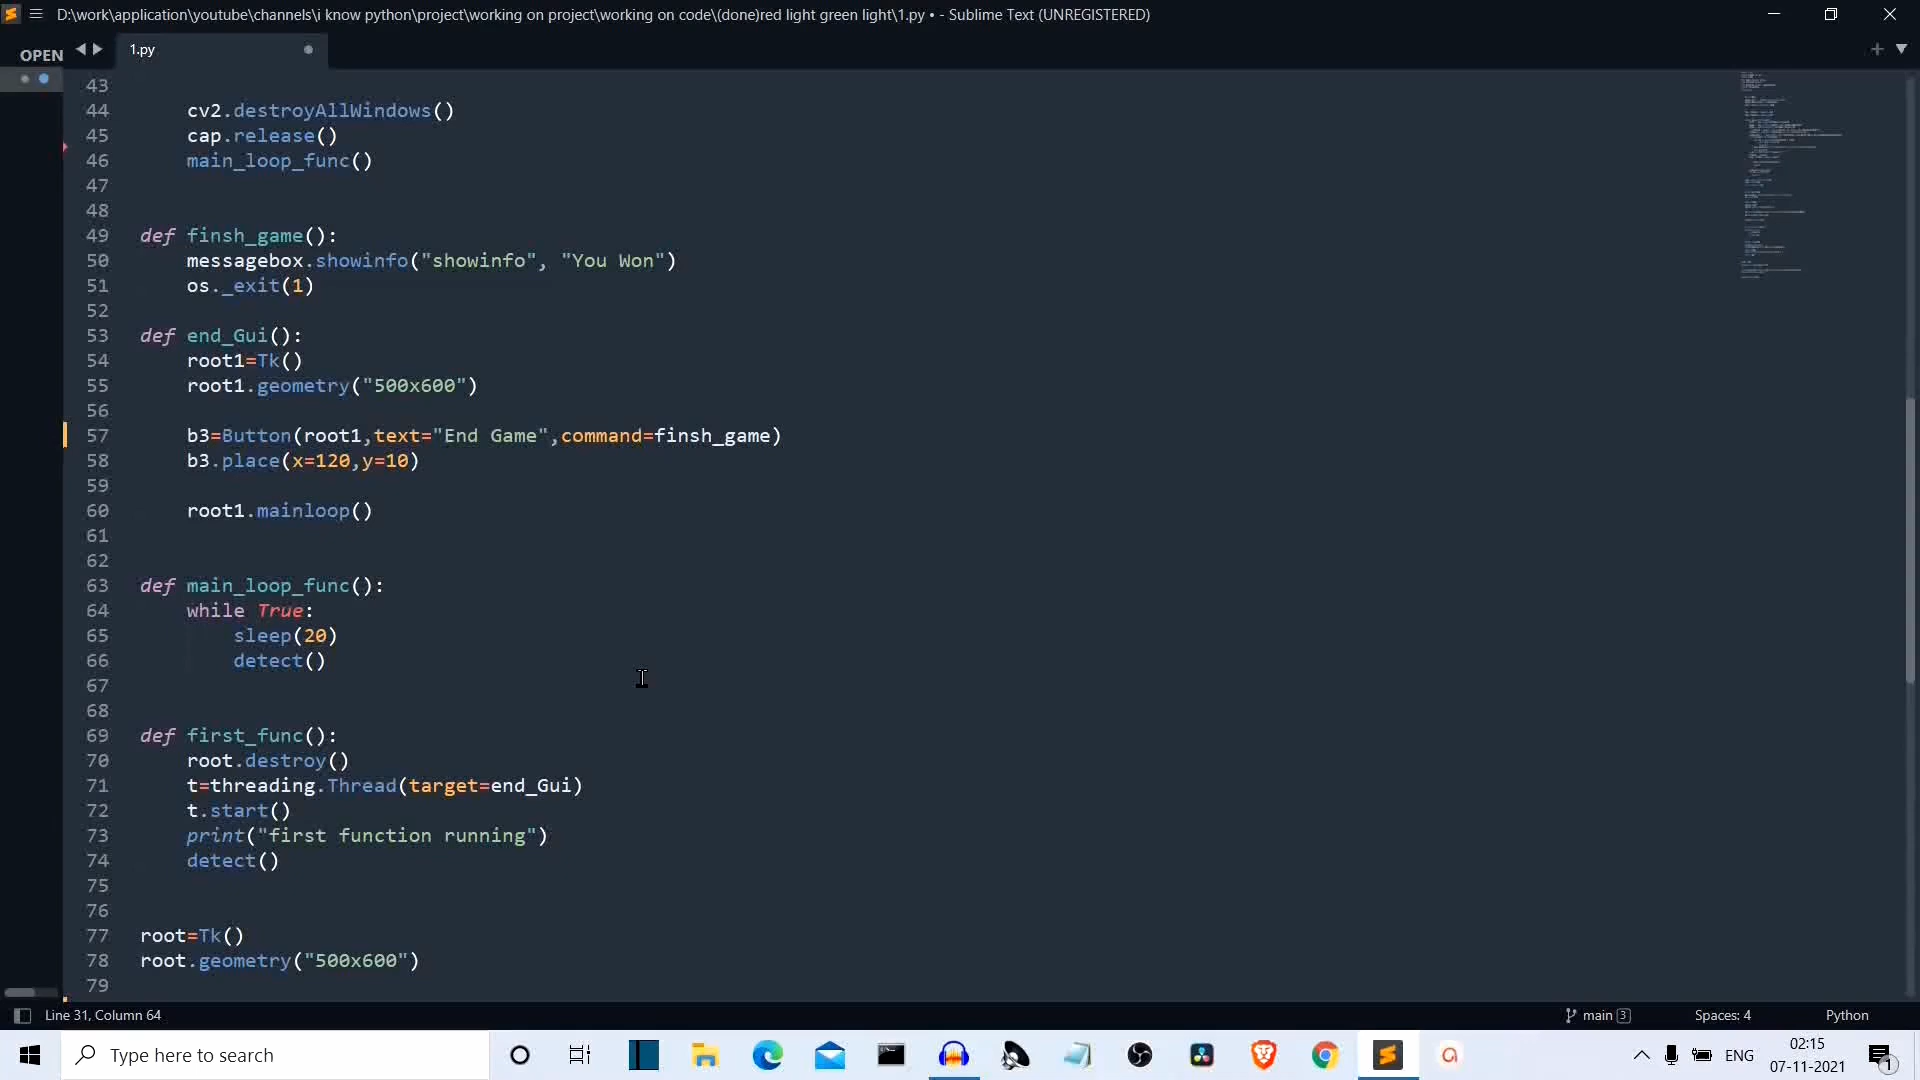 D:\work\application\youtube\channels\i know python\project\working on project\working on code\(done)red light green light\1.py • - Sublime Text (UNREGISTERED)
OPEN
1.py
43
44 cv2.destroyAllWindows()
45 cap.release()
46 main_loop_func()
47
48
49 def finsh_game():
50 messagebox.showinfo("showinfo", "You Won")
51 os._exit(1)
52
53 def end_Gui():
54 root1=Tk()
55 root1.geometry("500x600")
56
57 b3=Button(root1,text="End Game",command=finsh_game)
58 b3.place(x=120,y=10)
59
60 root1.mainloop()
61
62
63 def main_loop_func():
64 while True:
65 sleep(20)
66 detect()
67
68
69 def first_func():
70 root.destroy()
71 t=threading.Thread(target=end_Gui)
72 t.start()
73 print("first function running")
74 detect()
75
76
77 root=Tk()
78 root.geometry("500x600")
79
Line 31, Column 64 main 3 Spaces: 4 Python
Type here to search
ENG
02:15
07-11-2021
1